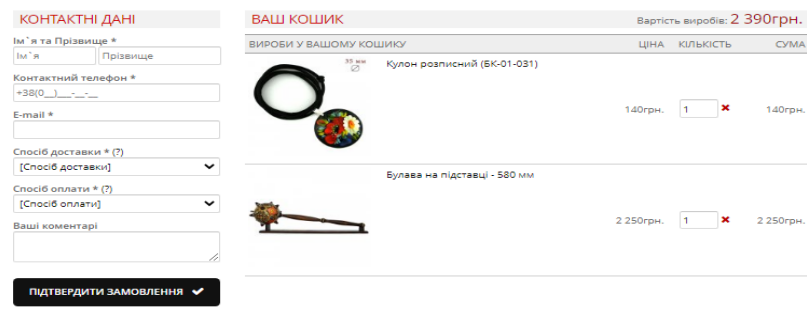 КОНТАКТНІ ДАНІ
Ім`я та Прізвище *
Ім`я
Прізвище
Контактний телефон *
+38(0__)___-__-__
E-mail *
Спосіб доставки * (?)
[Спосіб доставки]
Спосіб оплати * (?)
[Спосіб оплати]
Ваші коментарі
ПІДТВЕРДИТИ ЗАМОВЛЕННЯ
ВАШ КОШИК
Вартість виробів: 2 390грн.
ВИРОБИ У ВАШОМУ КОШИКУ ЦІНА КІЛЬКІСТЬ СУМА
35 мм
Кулон розписний (БК-01-031)
140грн. 1 140грн.
Булава на підставці - 580 мм
2 250грн. 1 2 250грн.